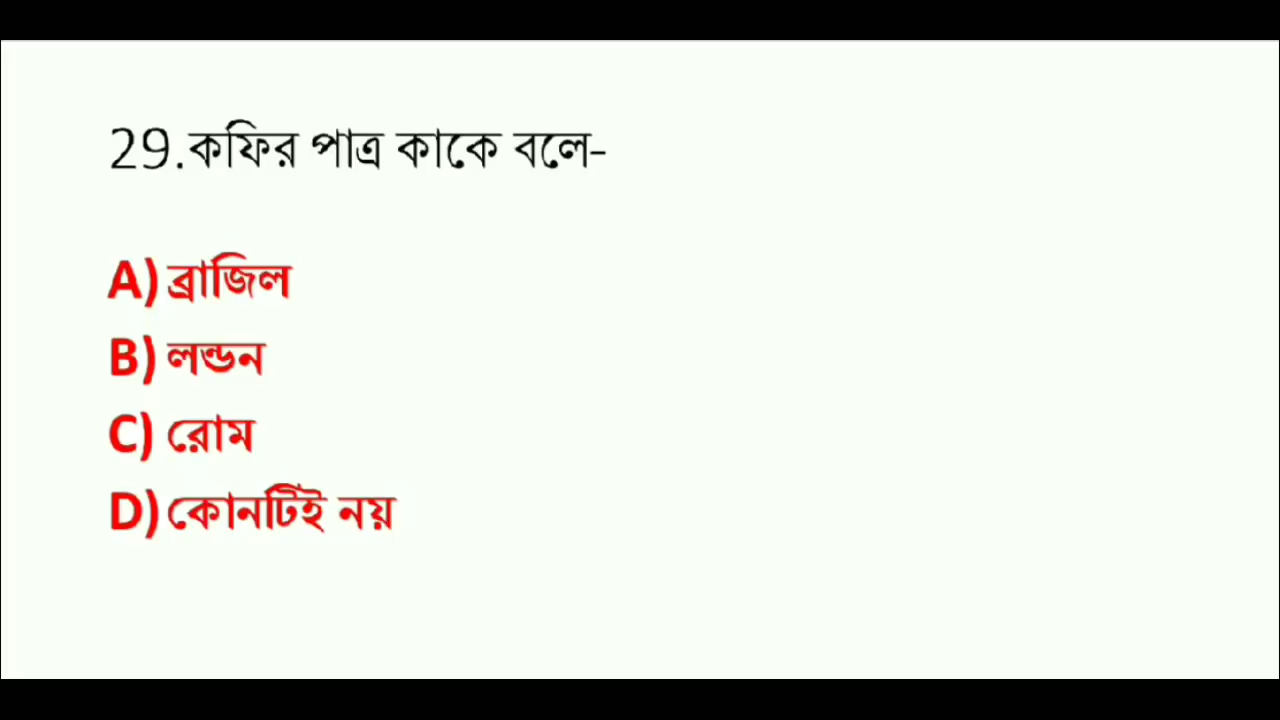 29.কফির পাত্র কাকে বলে-
A) ব্রাজিল
B) লন্ডন
C) রোম
D) কোনটিই নয়